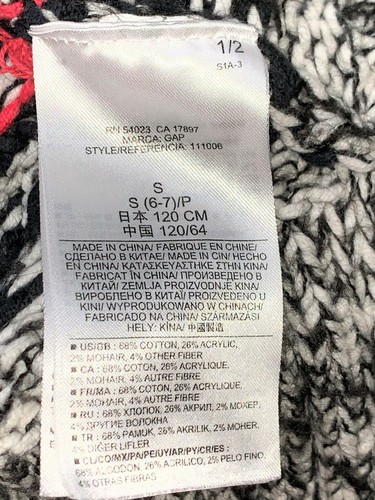 1/2
S1A-3
RN 54023 CA 17897
MARCA: GAP
STYLE/REFERENCIA: 111006
S
S (6-7)/P
日本 120 CM
中国 120/64
MADE IN CHINA/ FABRIQUE EN CHINE/
СДЕЛАНО В КИТАЕ/ MADE IN CIN/ HECHO
EN CHINA/ ΚΑΤΑΣΚΕΥΑΣΤΗΚΕ ΣΤΗΝ ΚΙΝΑ/
FABRICAT ÎN CHINA/ ПРОИЗВЕДЕНО В
КИТАЙ/ ZEMLJA PROIZVODNJE KINA/
ВИРОБЛЕНО В КИТАЇ/ PROIZVEDENO U
KINI/ WYPRODUKOWANO W CHINACH/
FABRICADO NA CHINA/ SZÁRMAZÁSI
HELY: KÍNA/ 中國製造
US/GB : 68% COTTON, 26% ACRYLIC,
2% MOHAIR, 4% OTHER FIBER
CA : 68% COTON, 26% ACRYLIQUE,
2% MOHAIR, 4% AUTRE FIBRE
FR/MA : 68% COTON, 26% ACRYLIQUE,
2% MOHAIR, 4% AUTRE FIBRE
RU : 68% ХЛОПОК, 26% АКРИЛ, 2% МОХЕР,
4% ДРУГИЕ ВОЛОКНА
TR : 68% PAMUK, 26% AKRILIK, 2% MOHER,
4% DIGER LIFLER
CL/CO/MX/PA/PE/UY/AR/PY/CR/ES :
68% ALGODON, 26% ACRILICO, 2% PELO FINO,
4% OTRAS FIBRAS